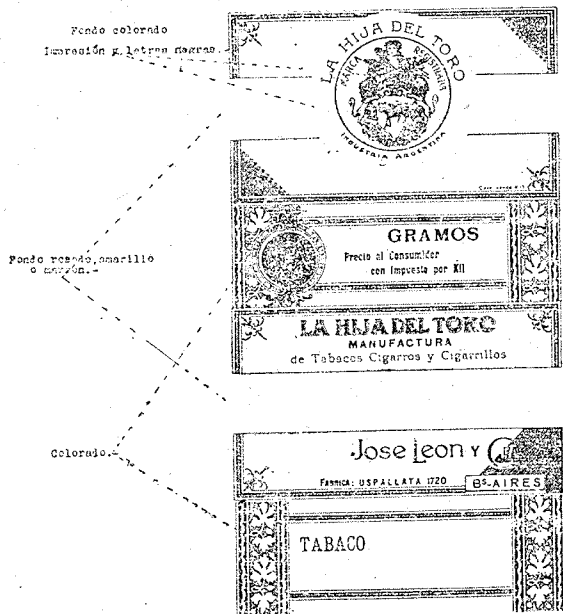 Fondo colorado
Impresión y letras negras.-
LA HIJA DEL TORO
MARCA REGISTRADA
INDUSTRIA ARGENTINA
GRAMOS
Precio al Consumidor
con Impuesto por XII
Fondo rosado, amarillo
o marrón.-
LA HIJA DEL TORO
MANUFACTURA
de Tabacos Cigarros y Cigarrillos
Colorado.-
Jose Leon y Cia
FABRICA: USPALLATA 1720 BS. AIRES
TABACO